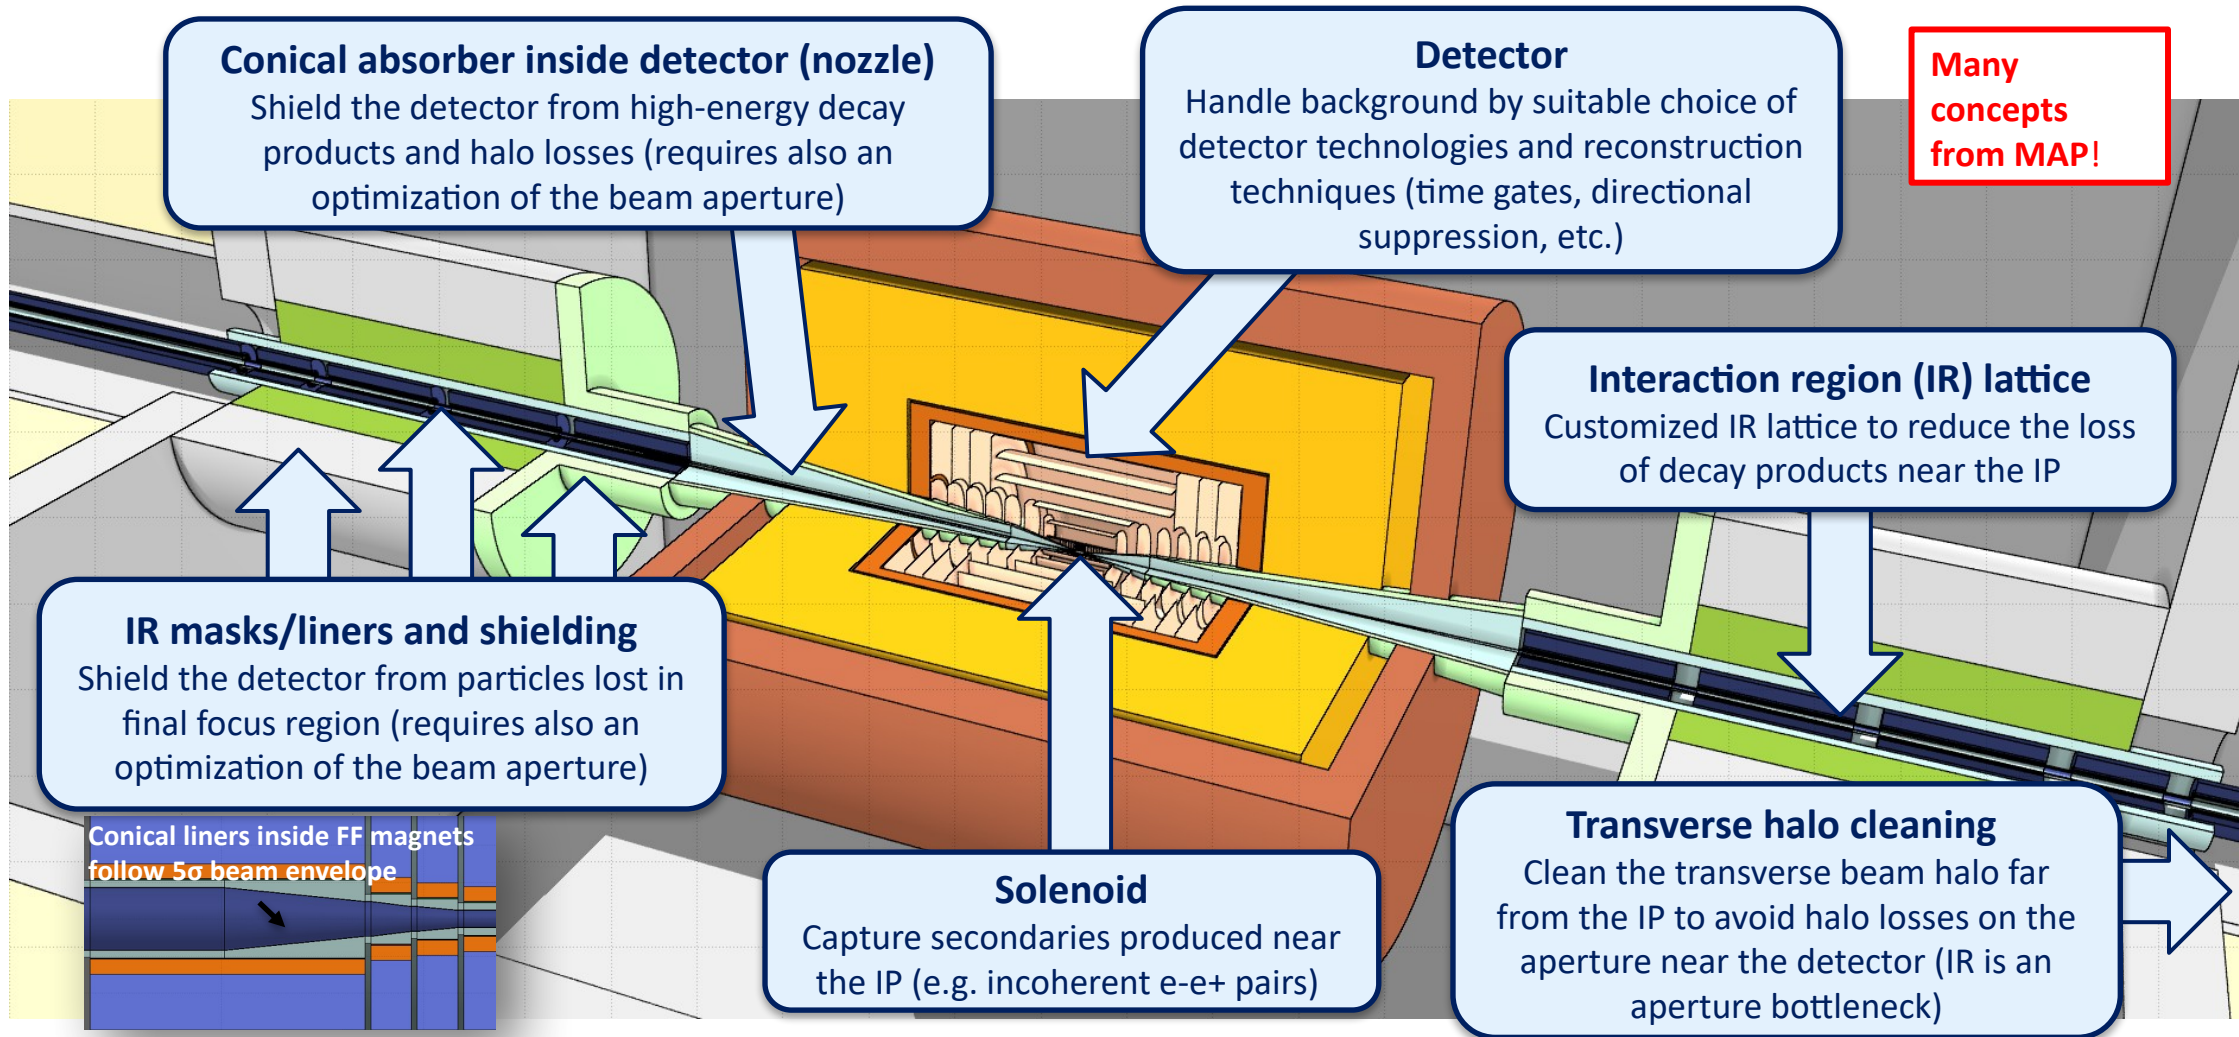 Conical absorber inside detector (nozzle)
Shield the detector from high-energy decay
products and halo losses (requires also an
optimization of the beam aperture)
Detector
Handle background by suitable choice of
detector technologies and reconstruction
techniques (time gates, directional
suppression, etc.)
Many
concepts
from MAP!
Interaction region (IR) lattice
Customized IR lattice to reduce the loss
of decay products near the IP
IR masks/liners and shielding
Shield the detector from particles lost in
final focus region (requires also an
optimization of the beam aperture)
Conical liners inside FF magnets
follow 5σ beam envelope
Solenoid
Capture secondaries produced near
the IP (e.g. incoherent e-e+ pairs)
Transverse halo cleaning
Clean the transverse beam halo far
from the IP to avoid halo losses on the
aperture near the detector (IR is an
aperture bottleneck)